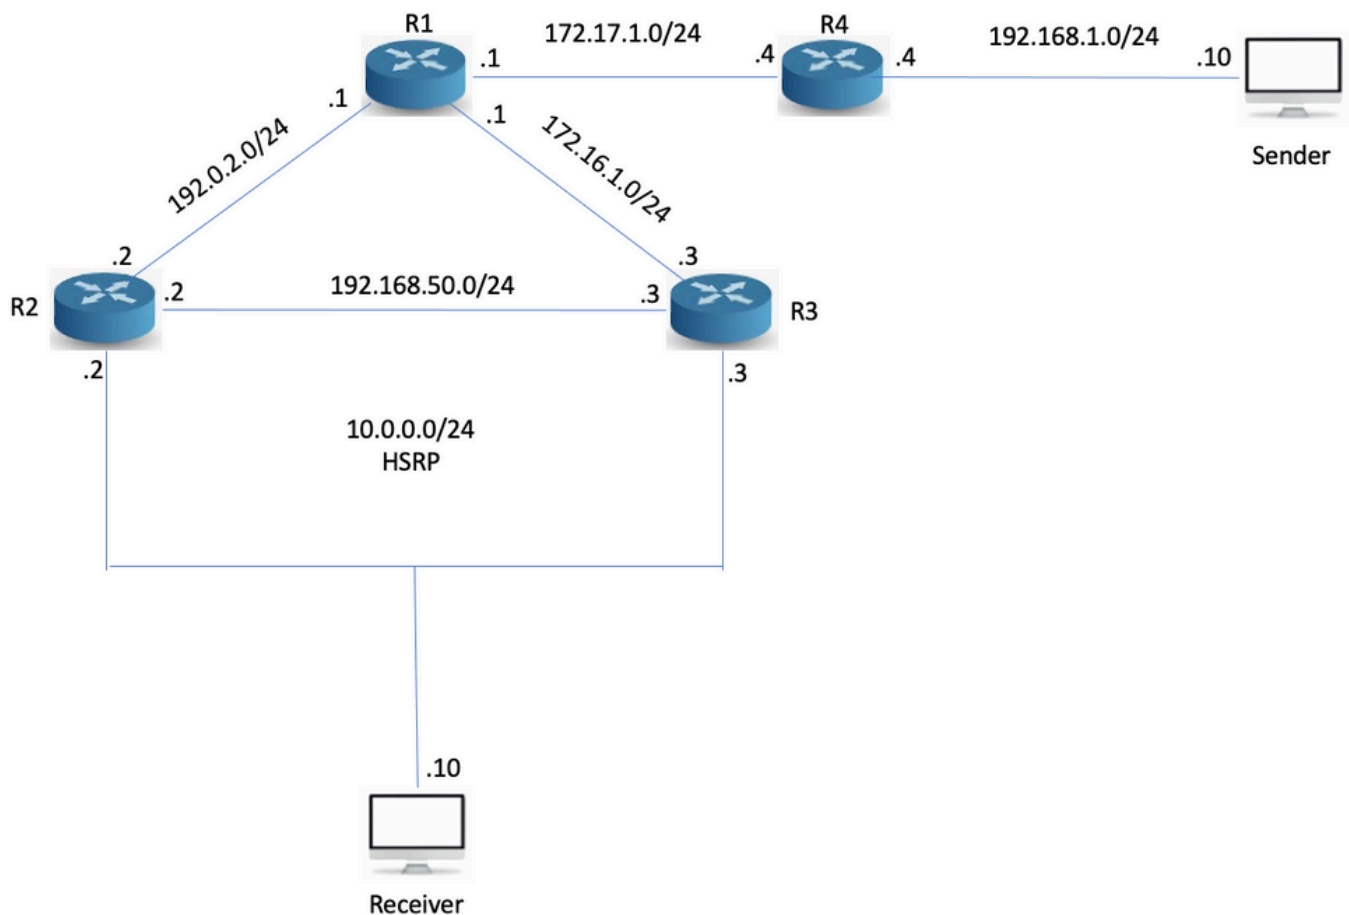 R1
172.17.1.0/24
R4
192.168.1.0/24
.1
.4
.4
.10
.1
.1
192.0.2.0/24
172.16.1.0/24
Sender
.2
.3
R2
.2
192.168.50.0/24
.3
R3
.2
.3
10.0.0.0/24
HSRP
.10
Receiver